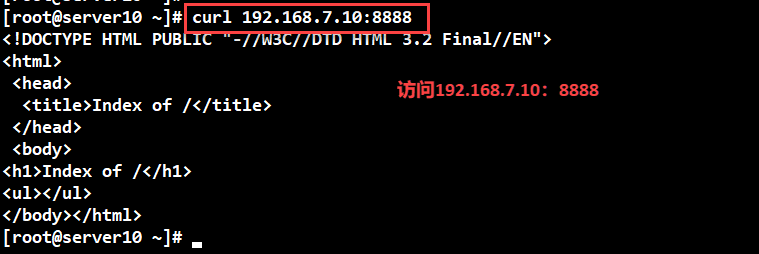 [root@server10 ~]#
[root@server10 ~]# curl 192.168.7.10:8888
<!DOCTYPE HTML PUBLIC "-//W3C//DTD HTML 3.2 Final//EN">
<html>
 <head>
  <title>Index of /</title>
访问192.168.7.10：8888
 </head>
 <body>
<h1>Index of /</h1>
<ul></ul>
</body></html>
[root@server10 ~]#